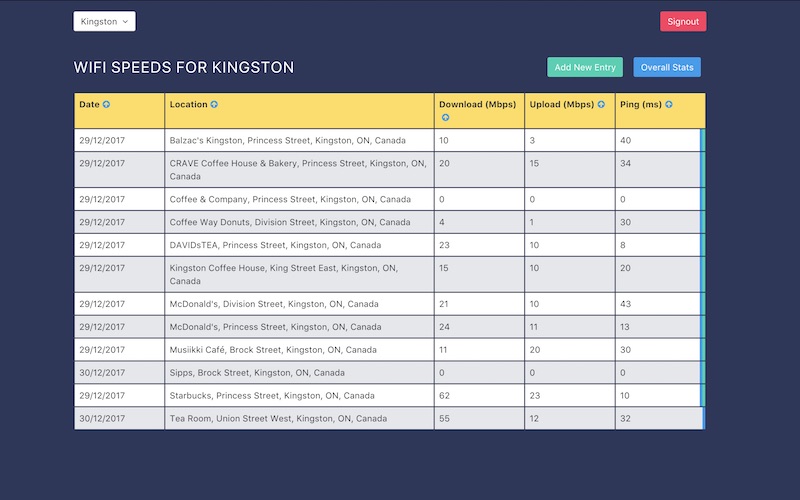 Kingston
Signout
WIFI SPEEDS FOR KINGSTON
Add New Entry
Overall Stats
Date Location Download (Mbps) Upload (Mbps) Ping (ms)
29/12/2017 Balzac's Kingston, Princess Street, Kingston, ON, Canada 10 3 40
29/12/2017 CRAVE Coffee House & Bakery, Princess Street, Kingston, ON, 20 15 34
Canada
29/12/2017 Coffee & Company, Princess Street, Kingston, ON, Canada 0 0 0
29/12/2017 Coffee Way Donuts, Division Street, Kingston, ON, Canada 4 1 30
29/12/2017 DAVIDsTEA, Princess Street, Kingston, ON, Canada 23 10 8
29/12/2017 Kingston Coffee House, King Street East, Kingston, ON, 15 10 20
Canada
29/12/2017 McDonald's, Division Street, Kingston, ON, Canada 21 10 43
29/12/2017 McDonald's, Princess Street, Kingston, ON, Canada 24 11 13
29/12/2017 Musiikki Café, Brock Street, Kingston, ON, Canada 11 20 30
30/12/2017 Sipps, Brock Street, Kingston, ON, Canada 0 0 0
29/12/2017 Starbucks, Princess Street, Kingston, ON, Canada 62 23 10
30/12/2017 Tea Room, Union Street West, Kingston, ON, Canada 55 12 32